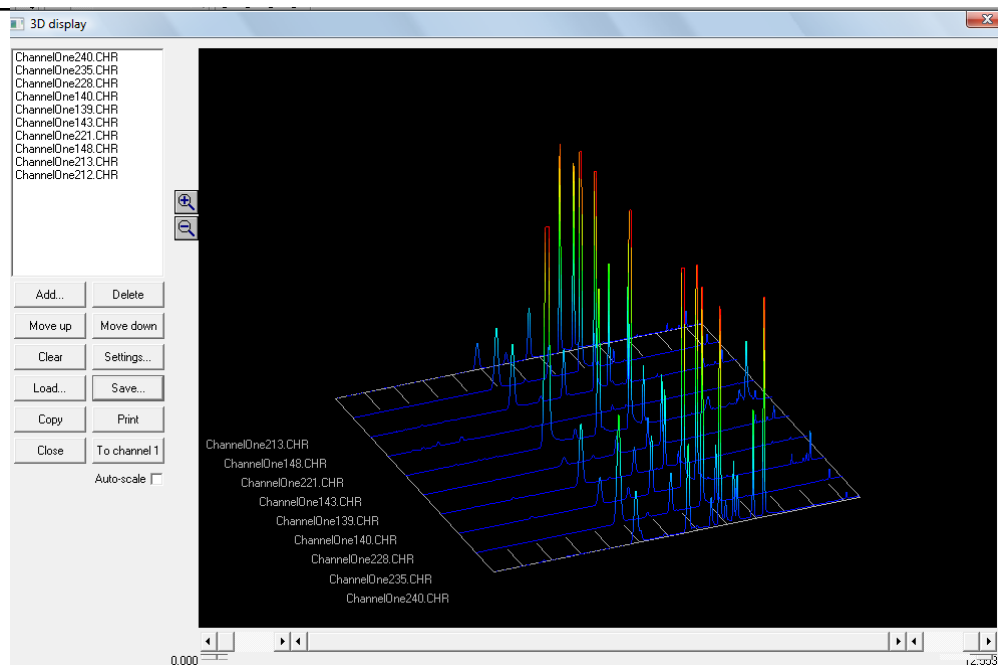 3D display
ChannelOne240.CHR
ChannelOne235.CHR
ChannelOne228.CHR
ChannelOne140.CHR
ChannelOne139.CHR
ChannelOne143.CHR
ChannelOne221.CHR
ChannelOne148.CHR
ChannelOne213.CHR
ChannelOne212.CHR
Add... Delete
Move up Move down
Clear Settings...
Load... Save...
Copy Print
Close To channel 1
Auto-scale
ChannelOne213.CHR
ChannelOne148.CHR
ChannelOne221.CHR
ChannelOne143.CHR
ChannelOne139.CHR
ChannelOne140.CHR
ChannelOne228.CHR
ChannelOne235.CHR
ChannelOne240.CHR
0.000